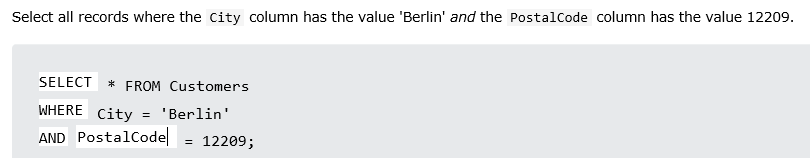 Select all records where the City column has the value 'Berlin' and the PostalCode column has the value 12209.
SELECT * FROM Customers
WHERE City = 'Berlin'
AND PostalCode = 12209;